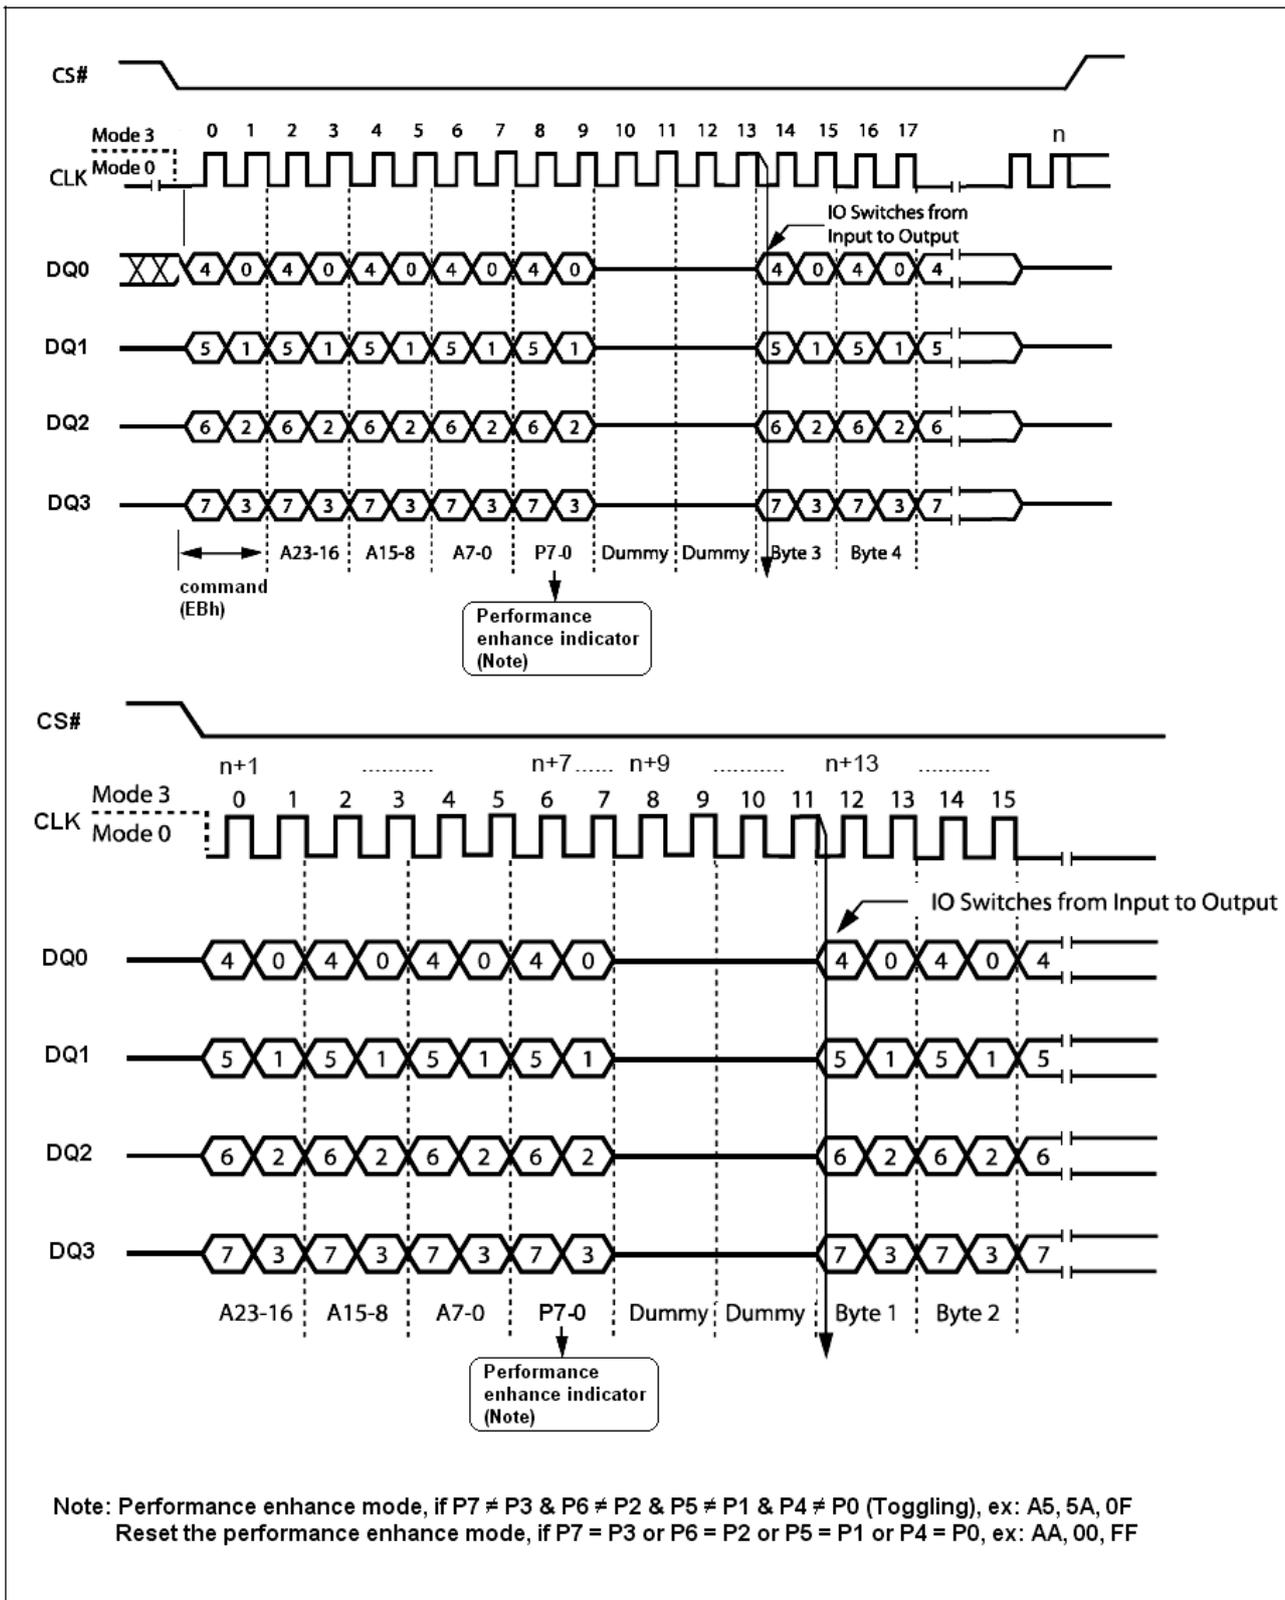 CS#
Mode 3
0 1 2 3 4 5 6 7 8 9 10 11 12 13 14 15 16 17 n
Mode 0
CLK
IO Switches from
Input to Output
DQ0 4 0 4 0 4 0 4 0 4 0 4 0 4 0 4
DQ1 5 1 5 1 5 1 5 1 5 1 5 1 5 1 5
DQ2 6 2 6 2 6 2 6 2 6 2 6 2 6 2 6
DQ3 7 3 7 3 7 3 7 3 7 3 7 3 7 3 7
A23-16 A15-8 A7-0 P7-0 Dummy Dummy Byte 3 Byte 4
command
(EBh)
Performance
enhance indicator
(Note)
CS#
n+1 .......... n+7...... n+9 .......... n+13 ..........
Mode 3
0 1 2 3 4 5 6 7 8 9 10 11 12 13 14 15
CLK
Mode 0
IO Switches from Input to Output
DQ0 4 0 4 0 4 0 4 0 4 0 4 0 4
DQ1 5 1 5 1 5 1 5 1 5 1 5 1 5
DQ2 6 2 6 2 6 2 6 2 6 2 6 2 6
DQ3 7 3 7 3 7 3 7 3 7 3 7 3 7
A23-16 A15-8 A7-0 P7-0 Dummy Dummy Byte 1 Byte 2
Performance
enhance indicator
(Note)
Note: Performance enhance mode, if P7 ≠ P3 & P6 ≠ P2 & P5 ≠ P1 & P4 ≠ P0 (Toggling), ex: A5, 5A, 0F
Reset the performance enhance mode, if P7 = P3 or P6 = P2 or P5 = P1 or P4 = P0, ex: AA, 00, FF